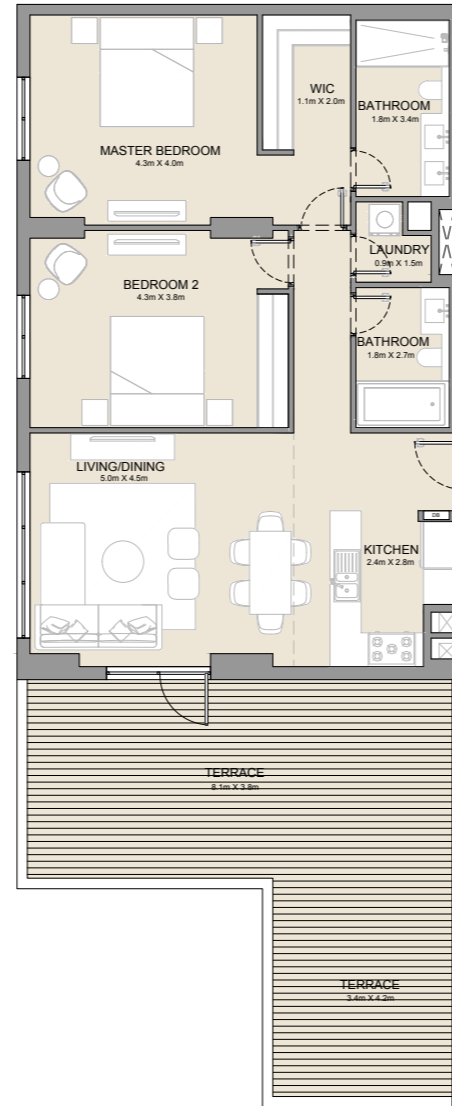 WIC
1.1m X 2.0m
BATHROOM
1.8m X 3.4m
MASTER BEDROOM
4.3m X 4.0m
LAUNDRY
0.9m X 1.5m
BEDROOM 2
4.3m X 3.8m
BATHROOM
1.8m X 2.7m
LIVING/DINING
5.0m X 4.5m
DB
KITCHEN
2.4m X 2.8m
TERRACE
8.1m X 3.8m
TERRACE
3.4m X 4.2m